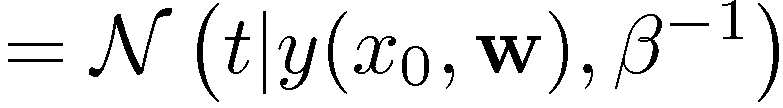 = 𝒩 (t|y(x₀, 𝐰), β⁻¹)